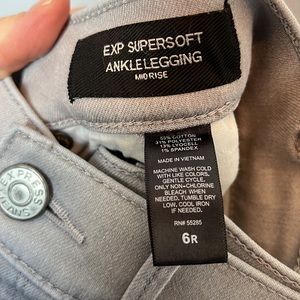 EXP SUPERSOFT
ANKLE LEGGING
MID RISE
55% COTTON
31% POLYESTER
13% LYOCELL
1% SPANDEX
MADE IN VIETNAM
MACHINE WASH COLD
WITH LIKE COLORS,
GENTLE CYCLE.
ONLY NON-CHLORINE
BLEACH WHEN
NEEDED. TUMBLE DRY
LOW, COOL IRON
IF NEEDED.
RN# 55285
6R
EXPRESS
JEANS